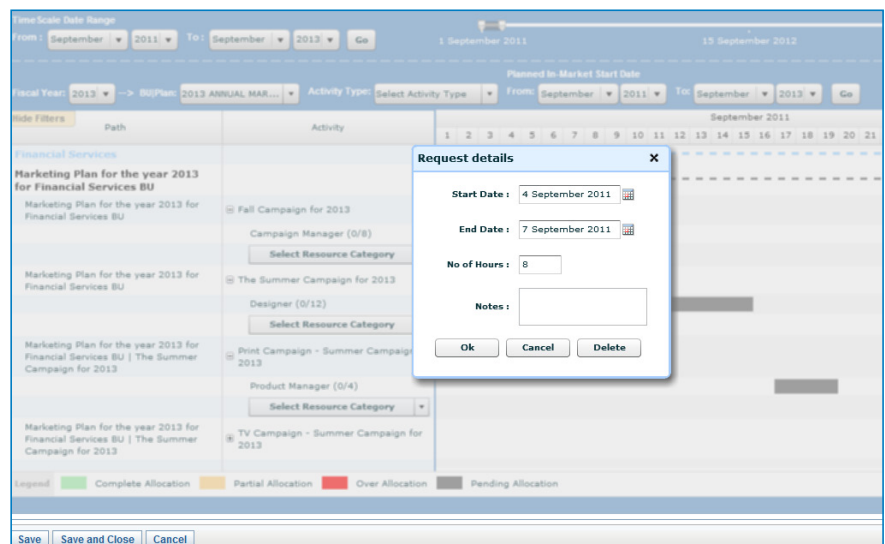 TimeScale Date Range
From : September 2011 To : September 2013 Go
1 September 2011 15 September 2012
Planned In-Market Start Date
Fiscal Year: 2013 --> BU|Plan: 2013 ANNUAL MAR... Activity Type: Select Activity Type From: September 2011 To: September 2013 Go
Hide Filters
Path Activity September 2011
1 2 3 4 5 6 7 8 9 10 11 12 13 14 15 16 17 18 19 20 21
Financial Services
Marketing Plan for the year 2013
for Financial Services BU
Marketing Plan for the year 2013 for
Financial Services BU
Fall Campaign for 2013
Campaign Manager (0/8)
Select Resource Category
Marketing Plan for the year 2013 for
Financial Services BU
The Summer Campaign for 2013
Designer (0/12)
Select Resource Category
Marketing Plan for the year 2013 for
Financial Services BU | The Summer
Campaign for 2013
Print Campaign - Summer Campaign
2013
Product Manager (0/4)
Select Resource Category
Marketing Plan for the year 2013 for
Financial Services BU | The Summer
Campaign for 2013
TV Campaign - Summer Campaign for
2013
Legend Complete Allocation Partial Allocation Over Allocation Pending Allocation
Request details x
Start Date : 4 September 2011
End Date : 7 September 2011
No of Hours : 8
Notes :
Ok Cancel Delete
Save Save and Close Cancel